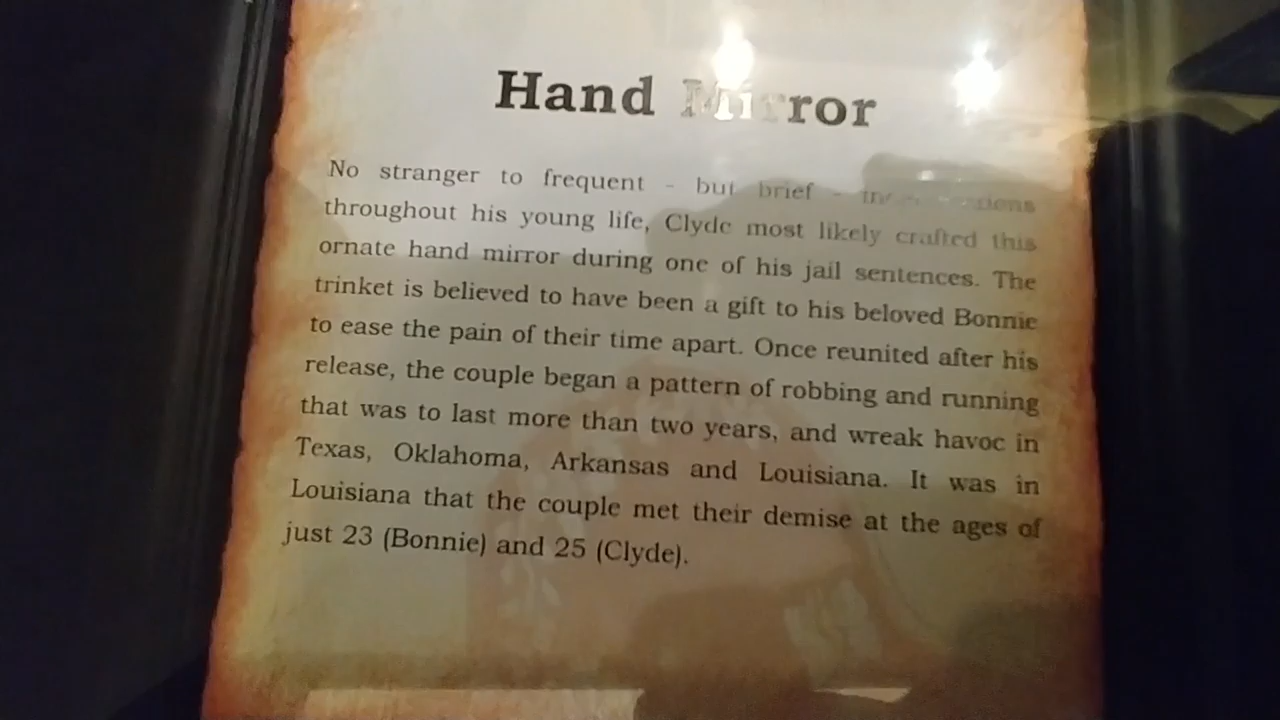 Hand Mirror
No stranger to frequent - but brief -
throughout his young life, Clyde most likely crafted this
ornate hand mirror during one of his jail sentences. The
trinket is believed to have been a gift to his beloved Bonnie
to ease the pain of their time apart. Once reunited after his
release, the couple began a pattern of robbing and running
that was to last more than two years, and wreak havoc in
Texas, Oklahoma, Arkansas and Louisiana. It was in
Louisiana that the couple met their demise at the ages of
just 23 (Bonnie) and 25 (Clyde).